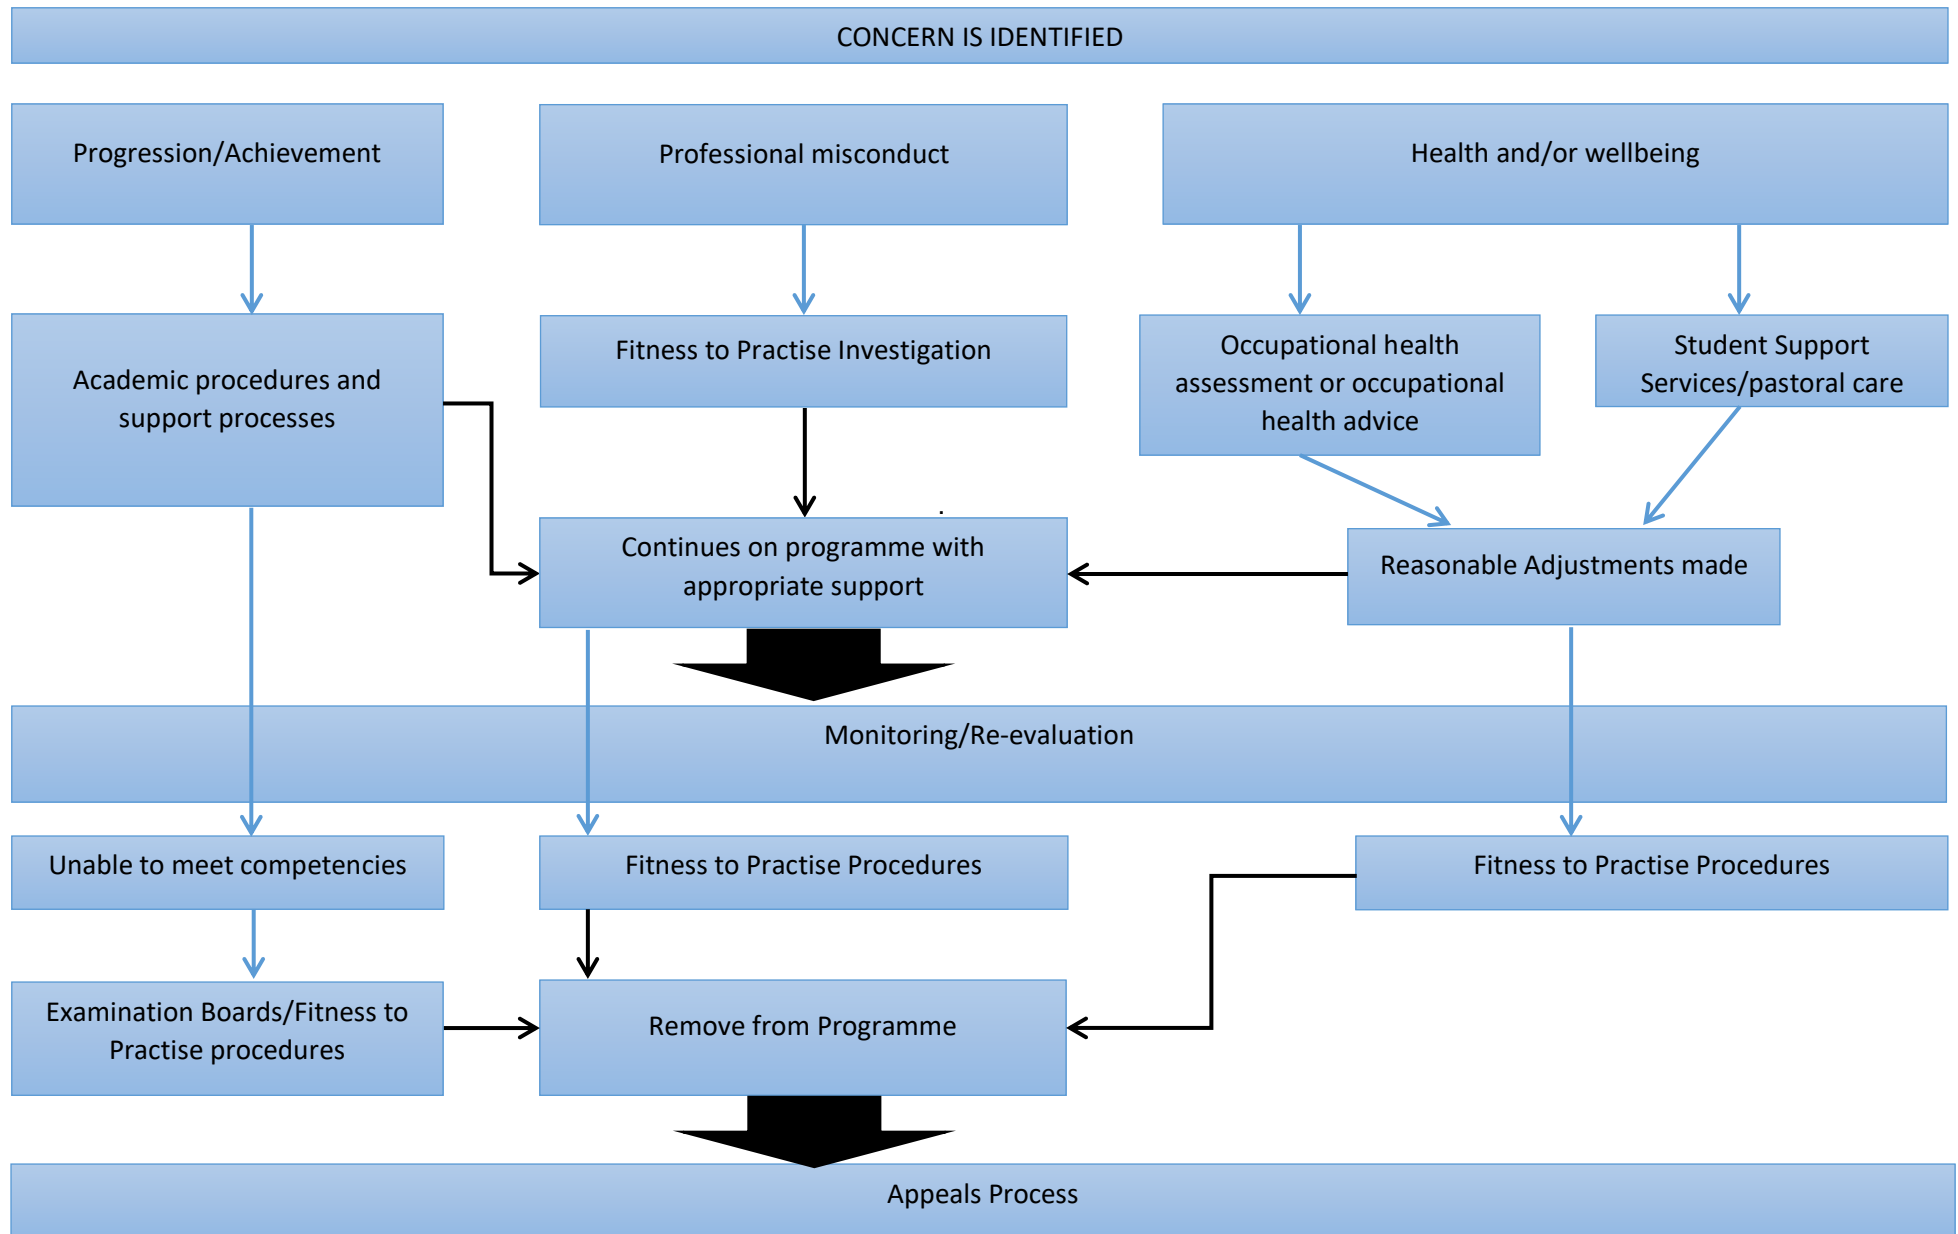 CONCERN IS IDENTIFIED
Progression/Achievement
Professional misconduct
Health and/or wellbeing
Academic procedures and
support processes
Fitness to Practise Investigation
Occupational health
assessment or occupational
health advice
Student Support
Services/pastoral care
.
Continues on programme with
appropriate support
Reasonable Adjustments made
Monitoring/Re-evaluation
Unable to meet competencies
Fitness to Practise Procedures
Fitness to Practise Procedures
Examination Boards/Fitness to
Practise procedures
Remove from Programme
Appeals Process